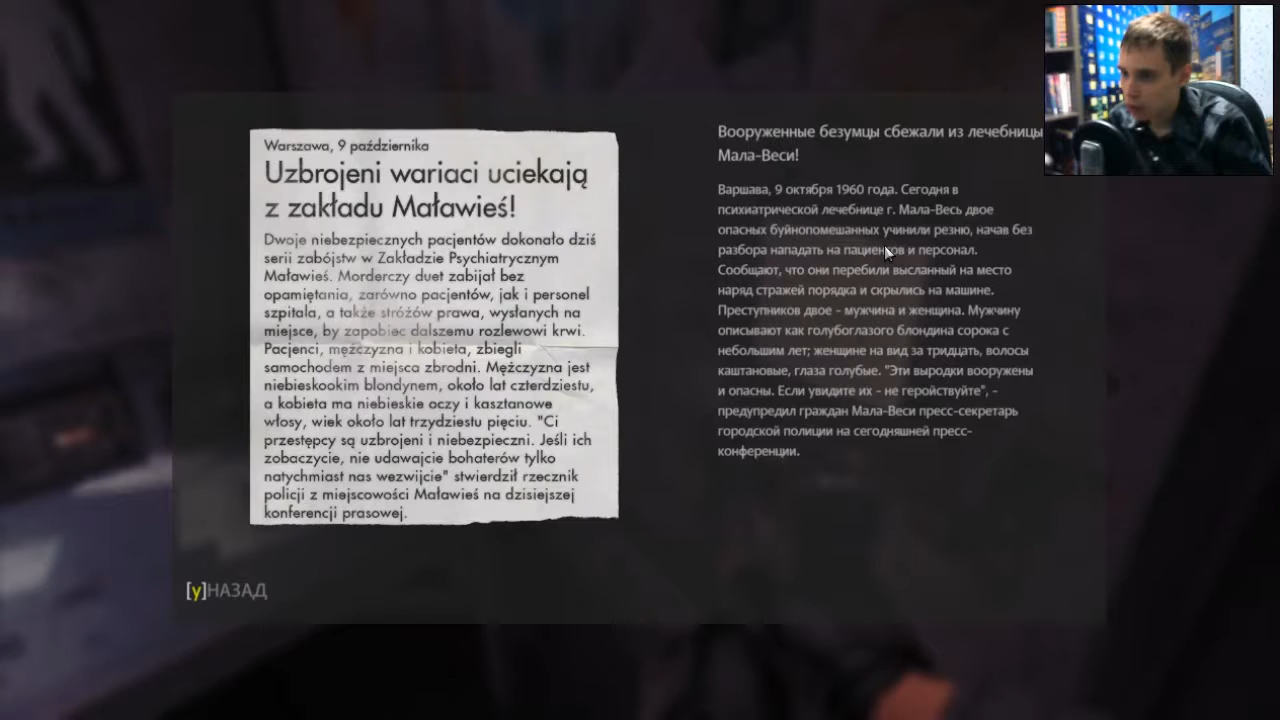 Warszawa, 9 października
Uzbrojeni wariaci uciekają
z zakładu Maławieś!
Dwoje niebezpiecznych pacjentów dokonało dziś
serii zabójstw w Zakładzie Psychiatrycznym
Maławieś. Morderczy duet zabijał bez
opamiętania, zarówno pacjentów, jak i personel
szpitala, a także stróżów prawa, wysłanych na
miejsce, by zapobiec dalszemu rozlewowi krwi.
Pacjenci, mężczyzna i kobieta, zbiegli
samochodem z miejsca zbrodni. Mężczyzna jest
niebieskookim blondynem, około lat czterdziestu,
a kobieta ma niebieskie oczy i kasztanowe
włosy, wiek około lat trzydziestu pięciu. "Ci
przestępcy są uzbrojeni i niebezpieczni. Jeśli ich
zobaczycie, nie udawajcie bohaterów tylko
natychmiast nas wezwijcie" stwierdził rzecznik
policji z miejscowości Maławieś na dzisiejszej
konferencji prasowej.
Вооруженные безумцы сбежали из лечебницы
Мала-Веси!
Варшава, 9 октября 1960 года. Сегодня в
психиатрической лечебнице г. Мала-Весь двое
опасных буйнопомешанных учинили резню, начав без
разбора нападать на пациентов и персонал.
Сообщают, что они перебили высланный на место
наряд стражей порядка и скрылись на машине.
Преступников двое - мужчина и женщина. Мужчину
описывают как голубоглазого блондина сорока с
небольшим лет; женщине на вид за тридцать, волосы
каштановые, глаза голубые. "Эти выродки вооружены
и опасны. Если увидите их - не геройствуйте", –
предупредил граждан Мала-Веси пресс-секретарь
городской полиции на сегодняшней пресс-
конференции.
[y]НАЗАД